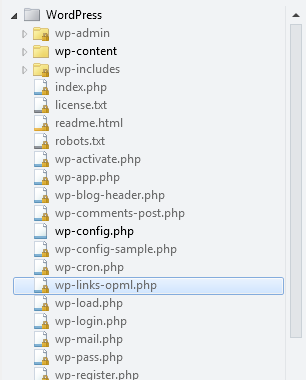 WordPress
wp-admin
wp-content
wp-includes
index.php
license.txt
readme.html
robots.txt
wp-activate.php
wp-app.php
wp-blog-header.php
wp-comments-post.php
wp-config.php
wp-config-sample.php
wp-cron.php
wp-links-opml.php
wp-load.php
wp-login.php
wp-mail.php
wp-pass.php
wp-register.php